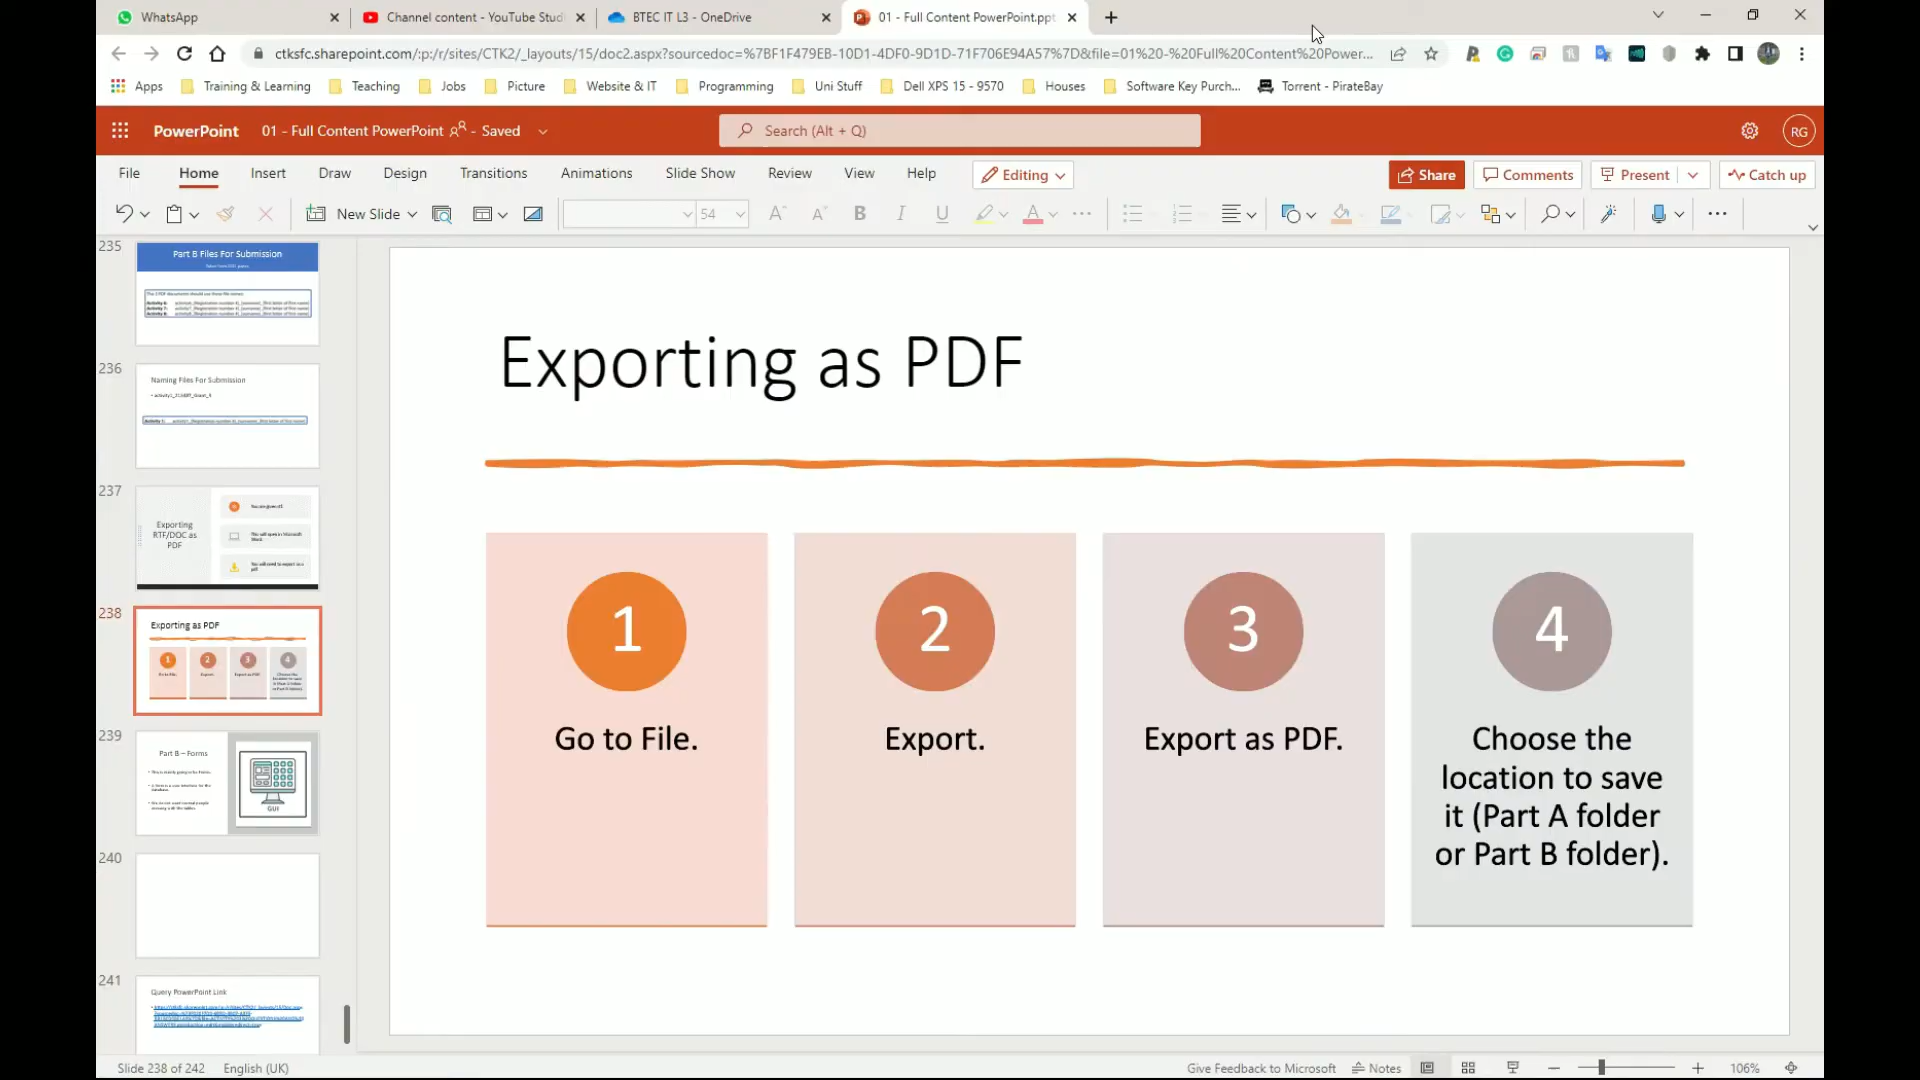 WhatsApp
Channel content - YouTube Stud
BTEC IT L3 - OneDrive
01 - Full Content PowerPoint.ppt
ctksfc.sharepoint.com/:p:/r/sites/CTK2/_layouts/15/doc2.aspx?sourcedoc=%7BF1F479EB-10D1-4DF0-9D1D-71F706E94A57%7D&file=01%20-%20Full%20Content%20Power...
Apps
Training & Learning
Teaching
Jobs
Picture
Website & IT
Programming
Uni Stuff
Dell XPS 15 - 9570
Houses
Software Key Purch...
Torrent - PirateBay
PowerPoint
01 - Full Content PowerPoint - Saved
Search (Alt + Q)
RG
File
Home
Insert
Draw
Design
Transitions
Animations
Slide Show
Review
View
Help
Editing
Share
Comments
Present
Catch up
New Slide
54
235
Part B Files For Submission
236
Naming Files For Submission
237
Exporting
RTF/DOC as
PDF
238
Exporting as PDF
1
2
3
4
239
Part B – Forms
GUI
240
241
Query PowerPoint Link
Exporting as PDF
1
Go to File.
2
Export.
3
Export as PDF.
4
Choose the
location to save
it (Part A folder
or Part B folder).
Slide 238 of 242
English (UK)
Give Feedback to Microsoft
Notes
106%